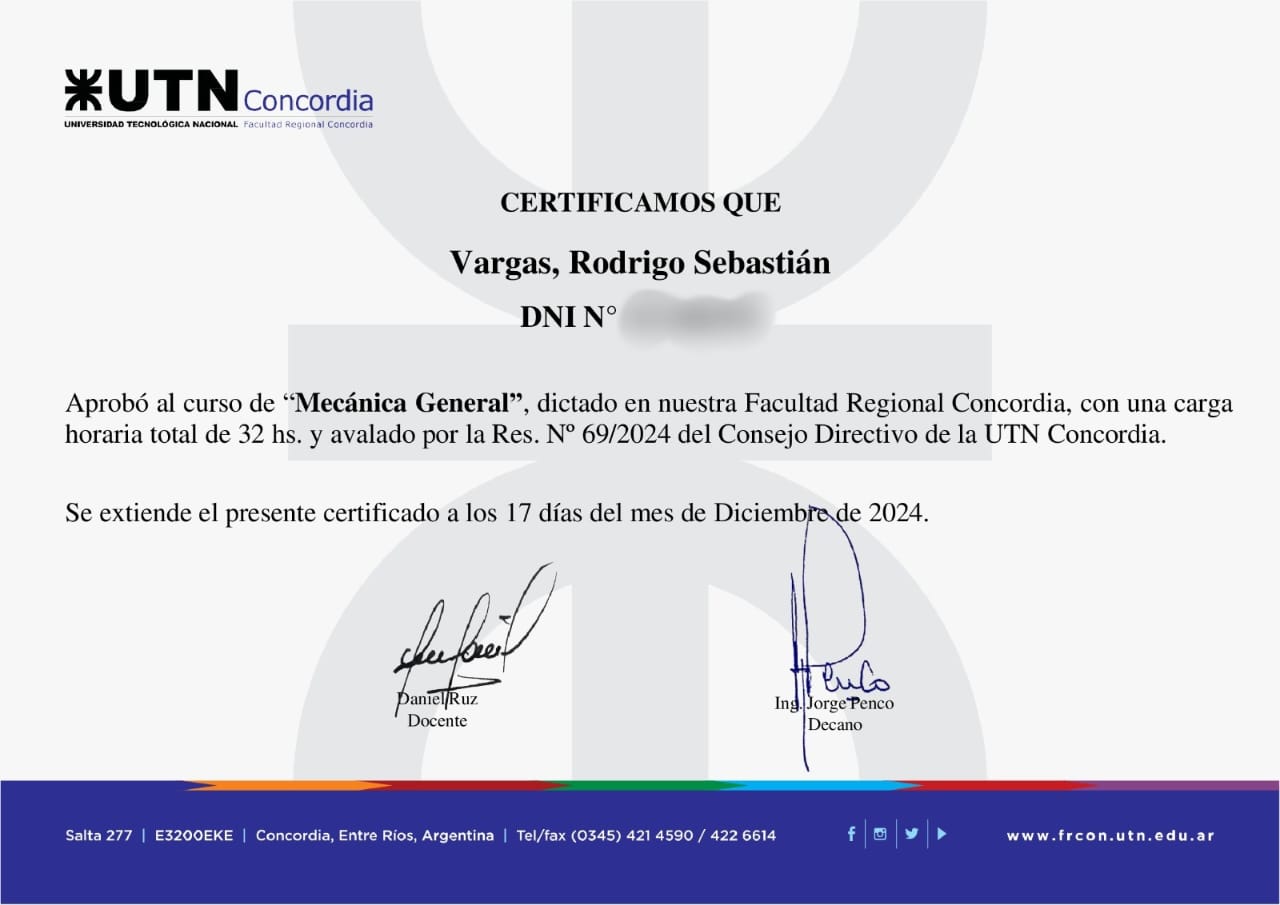 UTN Concordia
UNIVERSIDAD TECNOLÓGICA NACIONAL Facultad Regional Concordia
CERTIFICAMOS QUE
Vargas, Rodrigo Sebastián
DNI N°
Aprobó al curso de “Mecánica General”, dictado en nuestra Facultad Regional Concordia, con una carga
horaria total de 32 hs. y avalado por la Res. Nº 69/2024 del Consejo Directivo de la UTN Concordia.
Se extiende el presente certificado a los 17 días del mes de Diciembre de 2024.
Penco
Daniel Ruz
Docente
Ing. Jorge Penco
Decano
Salta 277 | E3200EKE | Concordia, Entre Ríos, Argentina | Tel/fax (0345) 421 4590 / 422 6614
www.frcon.utn.edu.ar